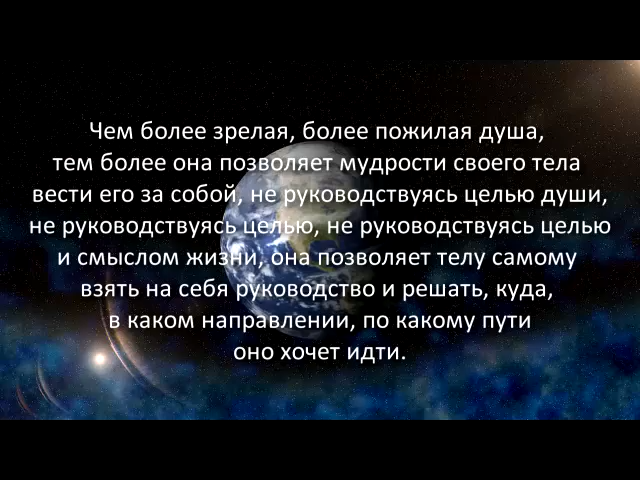 Чем более зрелая, более пожилая душа,
тем более она позволяет мудрости своего тела
вести его за собой, не руководствуясь целью души,
не руководствуясь целью, не руководствуясь целью
и смыслом жизни, она позволяет телу самому
взять на себя руководство и решать, куда,
в каком направлении, по какому пути
оно хочет идти.